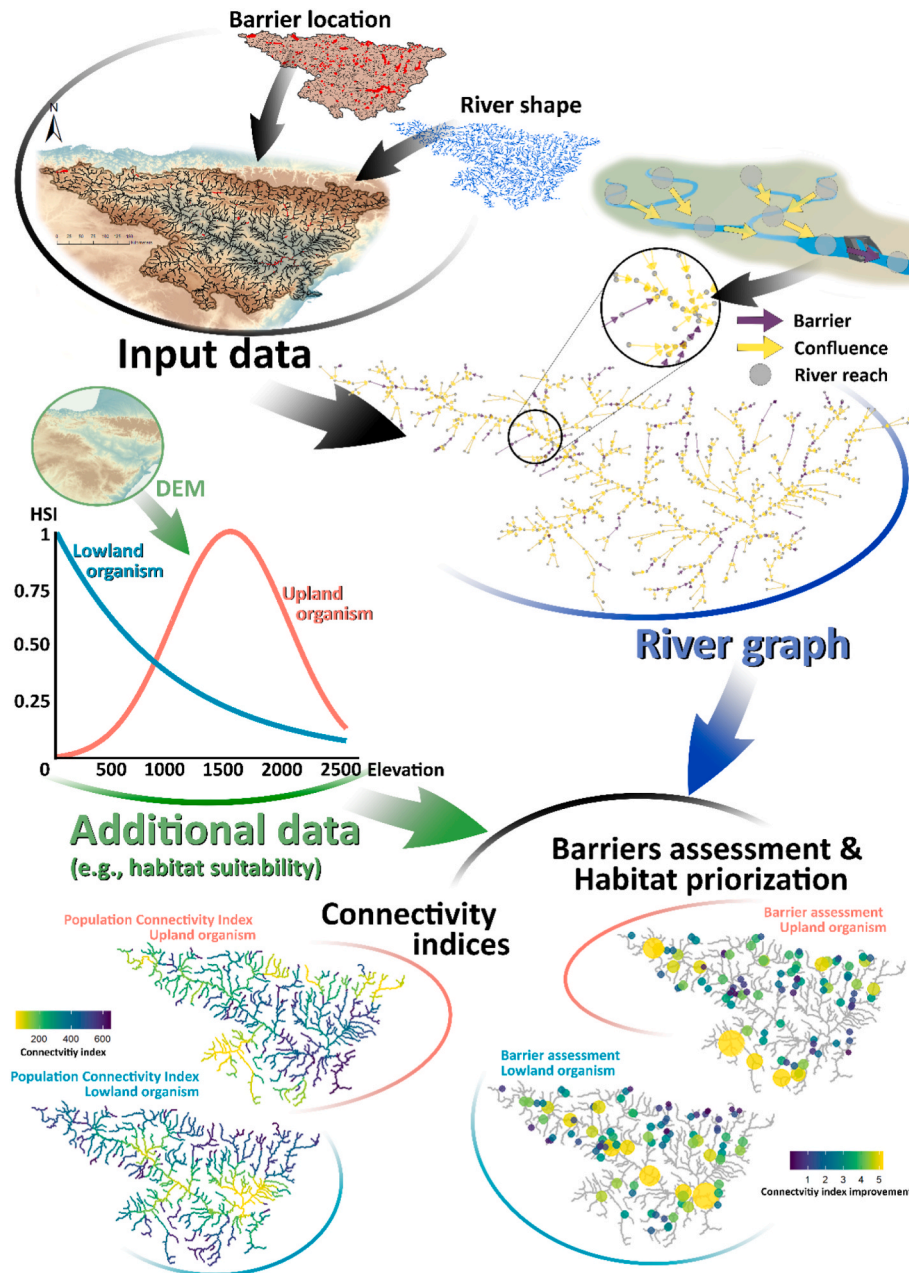 Barrier location
River shape
N
Input data
Barrier
Confluence
River reach
DEM
HSI
1
0.75
0.50
0.25
0
Lowland
organism
Upland
organism
500 1000 1500 2000 2500 Elevation
River graph
Additional data
(e.g., habitat suitability)
Barriers assessment &
Habitat priorization
Connectivity
indices
Population Connectivity Index
Upland organism
200 400 600
Connectvitiy index
Population Connectivity Index
Lowland organism
Barrier assessment
Upland organism
Barrier assessment
Lowland organism
1 2 3 4 5
Connectvitiy index improvement